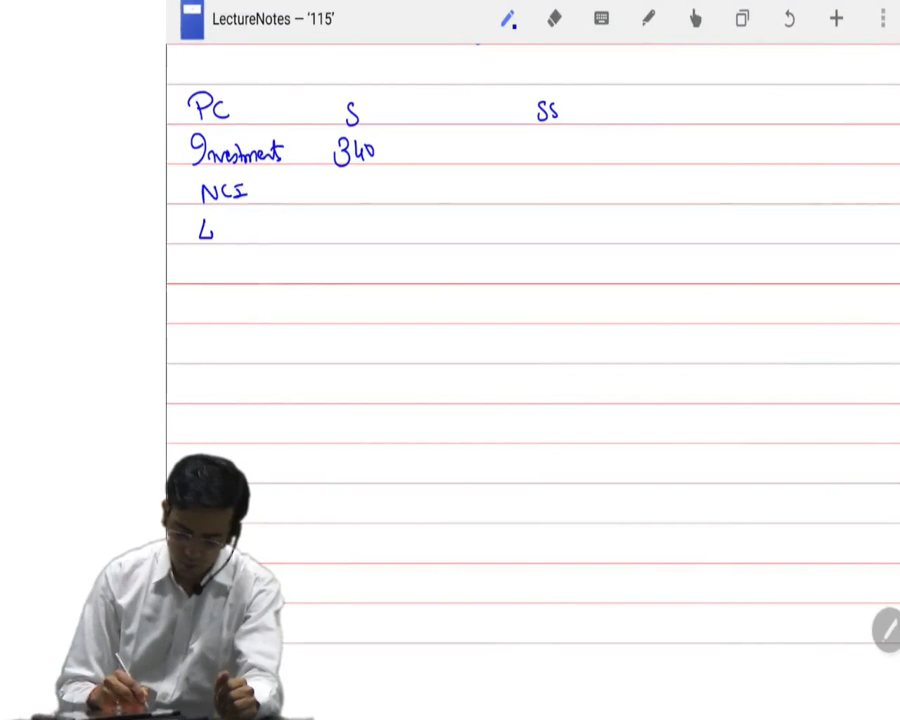 LectureNotes – '115'
PC S SS
Investment 340
NCI
L